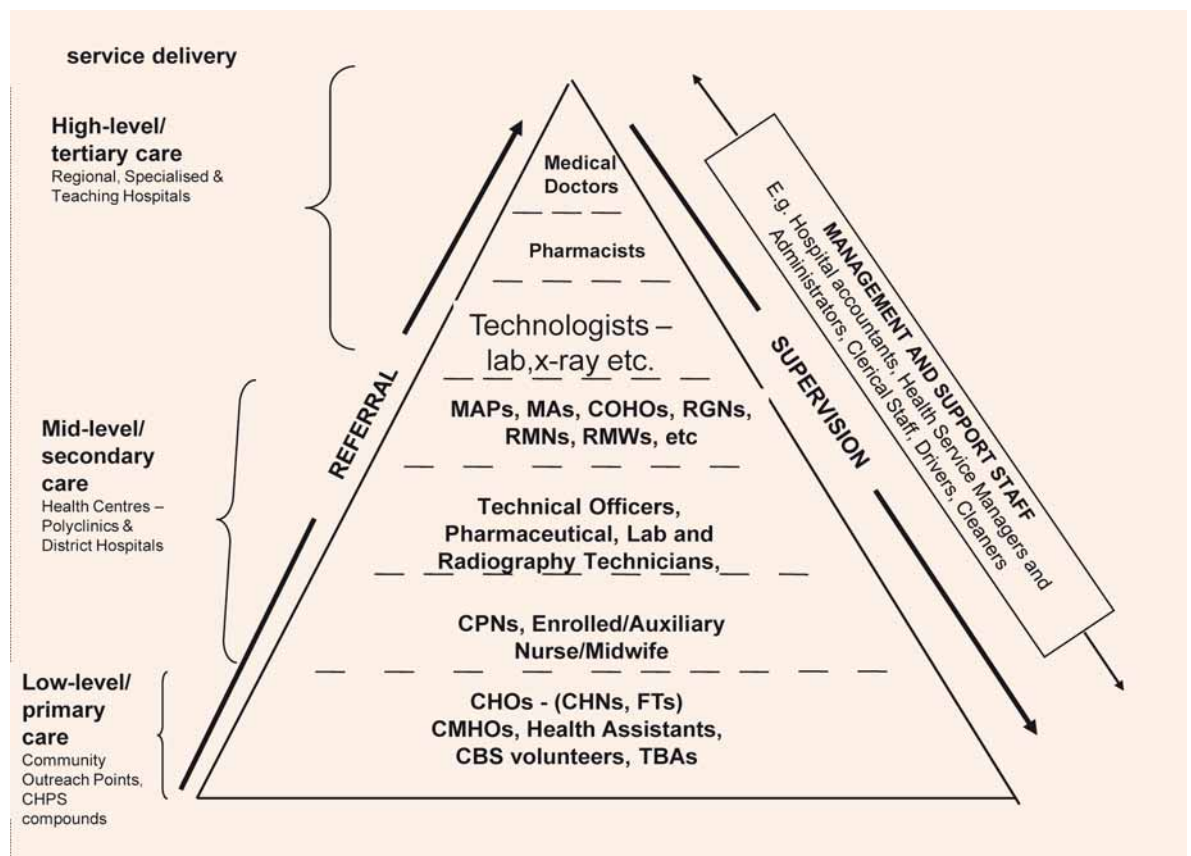 service delivery
High-level/
tertiary care
Regional, Specialised &
Teaching Hospitals
Mid-level/
secondary
care
Health Centres –
Polyclinics &
District Hospitals
Low-level/
primary
care
Community
Outreach Points,
CHPS
compounds
REFERRAL
Medical
Doctors
Pharmacists
Technologists –
lab,x-ray etc.
MAPs, MAs, COHOs, RGNs,
RMNs, RMWs, etc
Technical Officers,
Pharmaceutical, Lab and
Radiography Technicians,
CPNs, Enrolled/Auxiliary
Nurse/Midwife
CHOs - (CHNs, FTs)
CMHOs, Health Assistants,
CBS volunteers, TBAs
SUPERVISION
MANAGEMENT AND SUPPORT STAFF
E.g. Hospital accountants, Health Service Managers and
Administrators, Clerical Staff, Drivers, Cleaners